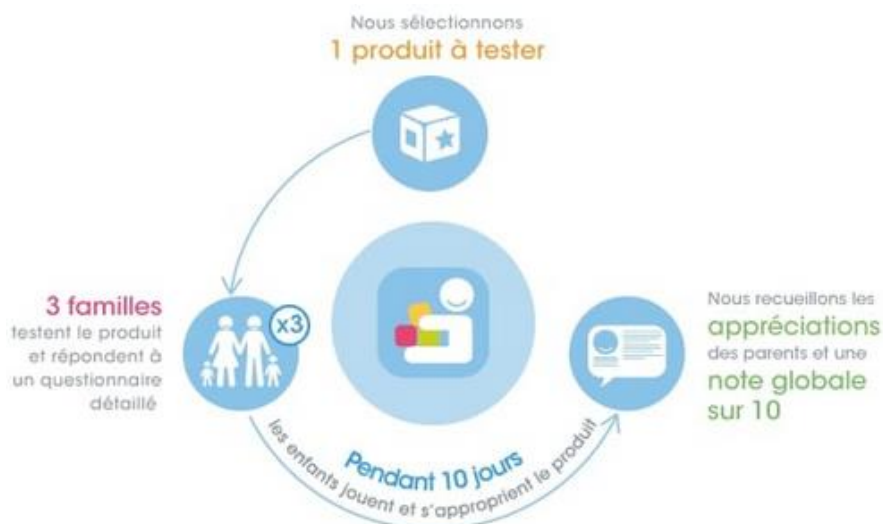 Nous sélectionnons
1 produit à tester
3 familles
testent le produit
et répondent à
un questionnaire
détaillé
x3
Pendant 10 jours
les enfants jouent et s'approprient le produit
Nous recueillons les
appréciations
des parents et une
note globale
sur 10